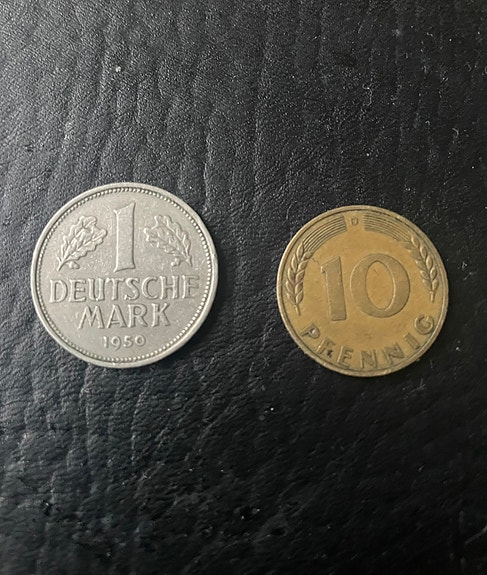 1
DEUTSCHE
MARK
1950
D
10
PFENNIG